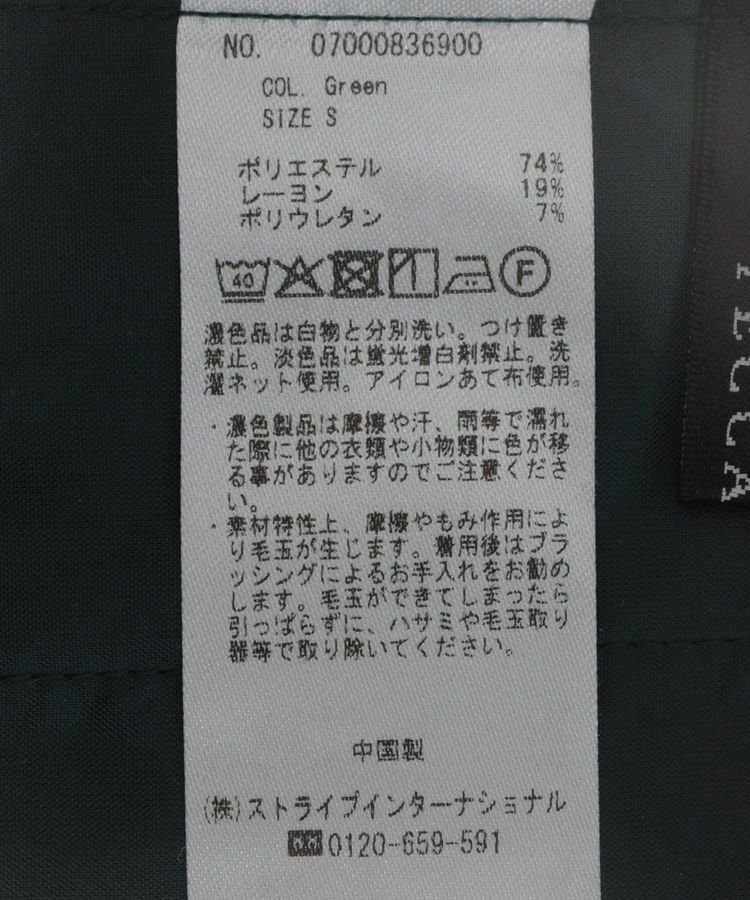 NO. 07000836900
COL. Green
SIZE S
ポリエステル 74%
レーヨン 19%
ポリウレタン 7%
40 F
濃色品は白物と分別洗い。つけ置き
禁止。淡色品は蛍光増白剤禁止。洗
濯ネット使用。アイロンあて布使用。
・濃色製品は摩擦や汗、雨等で濡れ
た際に他の衣類や小物類に色が移
る事がありますのでご注意くださ
い。
・素材特性上、摩擦やもみ作用によ
り毛玉が生じます。着用後はブラ
ッシングによるお手入れをお勧め
します。毛玉ができてしまったら
引っぱらずに、ハサミや毛玉取り
器等で取り除いてください。
中国製
(株)ストライプインターナショナル
0120-659-591